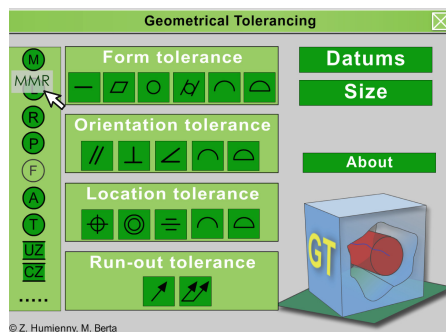 Geometrical Tolerancing
M
MMR
R
P
F
A
T
UZ
CZ
.....
Form tolerance
Orientation tolerance
Location tolerance
Run-out tolerance
Datums
Size
About
GT
© Z. Humienny, M. Berta